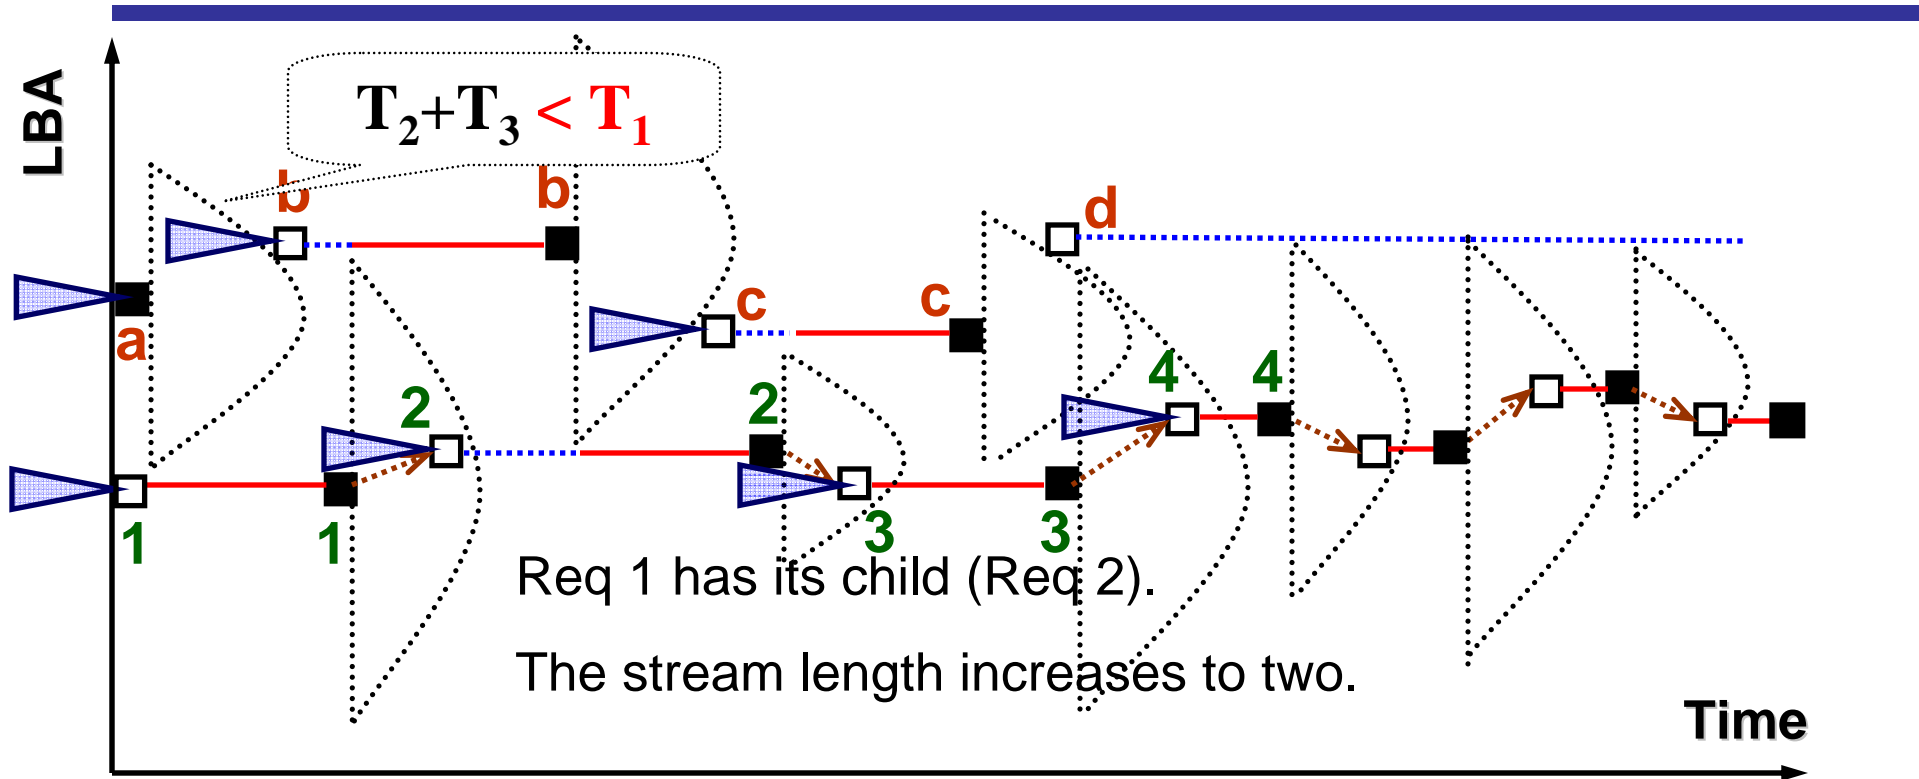 LBA
T₂+T₃ < T₁
b b
d
c c
a
4 4
2 2
1 1 3 3
Req 1 has its child (Req 2).
The stream length increases to two.
Time